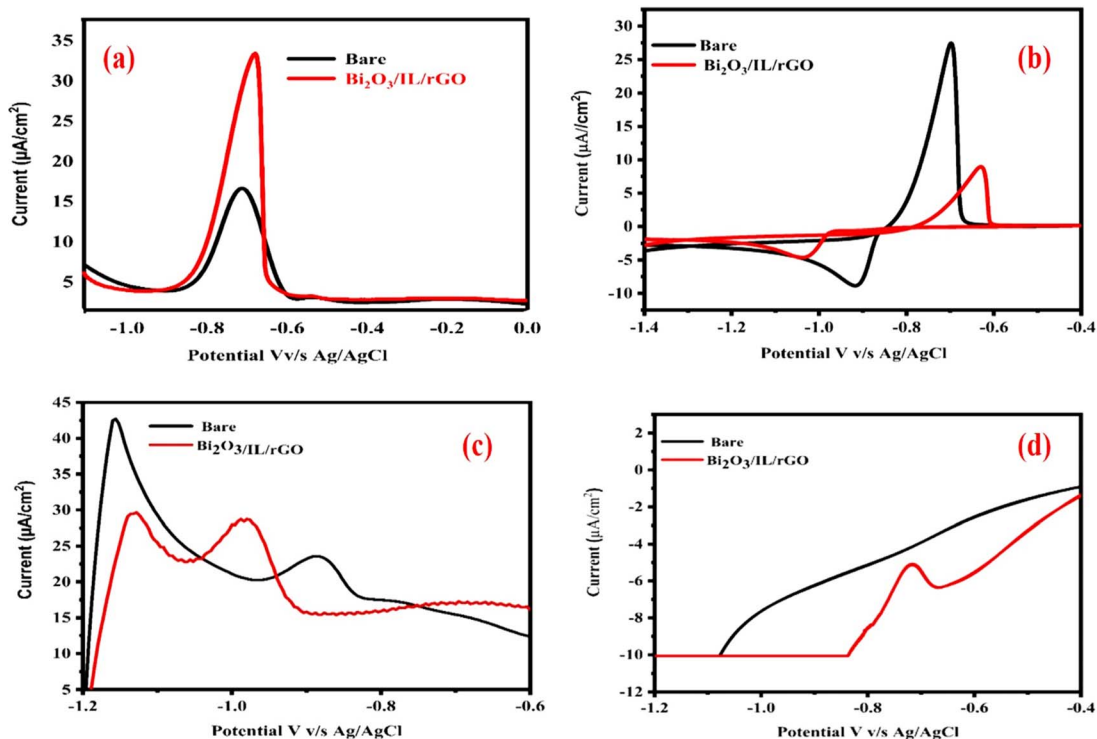 35
30
25
20
15
10
5
(a)
Bare
Bi₂O₃/IL/rGO
Current (µA/cm²)
-1.0
-0.8
-0.6
-0.4
-0.2
0.0
Potential Vv/s Ag/AgCl
30
25
20
15
10
5
0
-5
-10
Bare
Bi₂O₃/IL/rGO
(b)
Current (µA//cm²)
-1.4
-1.2
-1.0
-0.8
-0.6
-0.4
Potential V v/s Ag/AgCl
45
40
35
30
25
20
15
10
5
Bare
Bi₂O₃/IL/rGO
(c)
Current (µA/cm²)
-1.2
-1.0
-0.8
-0.6
Potential V v/s Ag/AgCl
2
0
-2
-4
-6
-8
-10
-12
Bare
Bi₂O₃/IL/rGO
(d)
Current (µA/cm²)
-1.2
-1.0
-0.8
-0.6
-0.4
Potential V v/s Ag/AgCl